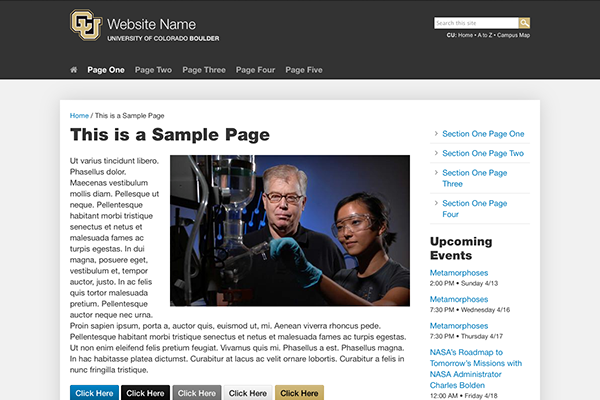 CU
Website Name
UNIVERSITY OF COLORADO BOULDER
Search this site
CU: Home • A to Z • Campus Map
Page One Page Two Page Three Page Four Page Five
Home / This is a Sample Page
This is a Sample Page
Ut varius tincidunt libero.
Phasellus dolor.
Maecenas vestibulum
mollis diam. Pellesque ut
neque. Pellentesque
habitant morbi tristique
senectus et netus et
malesuada fames ac
turpis egestas. In dui
magna, posuere eget,
vestibulum et, tempor
auctor, justo. In ac felis
quis tortor malesuada
pretium. Pellentesque
auctor neque nec urna.
Proin sapien ipsum, porta a, auctor quis, euismod ut, mi. Aenean viverra rhoncus pede.
Pellentesque habitant morbi tristique senectus et netus et malesuada fames ac turpis egestas.
Ut non enim eleifend felis pretium feugiat. Vivamus quis mi. Phasellus a est. Phasellus magna.
In hac habitasse platea dictumst. Curabitur at lacus ac velit ornare lobortis. Curabitur a felis in
nunc fringilla tristique.
Click Here Click Here Click Here Click Here Click Here
Section One Page One
Section One Page Two
Section One Page
Three
Section One Page
Four
Upcoming
Events
Metamorphoses
2:00 PM • Sunday 4/13
Metamorphoses
7:30 PM • Wednesday 4/16
Metamorphoses
7:30 PM • Thursday 4/17
NASA's Roadmap to
Tomorrow's Missions with
NASA Administrator
Charles Bolden
12:00 AM • Friday 4/18